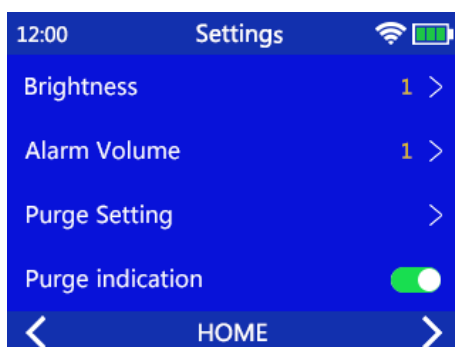 12:00 Settings
Brightness 1 >
Alarm Volume 1 >
Purge Setting >
Purge indication
< HOME >